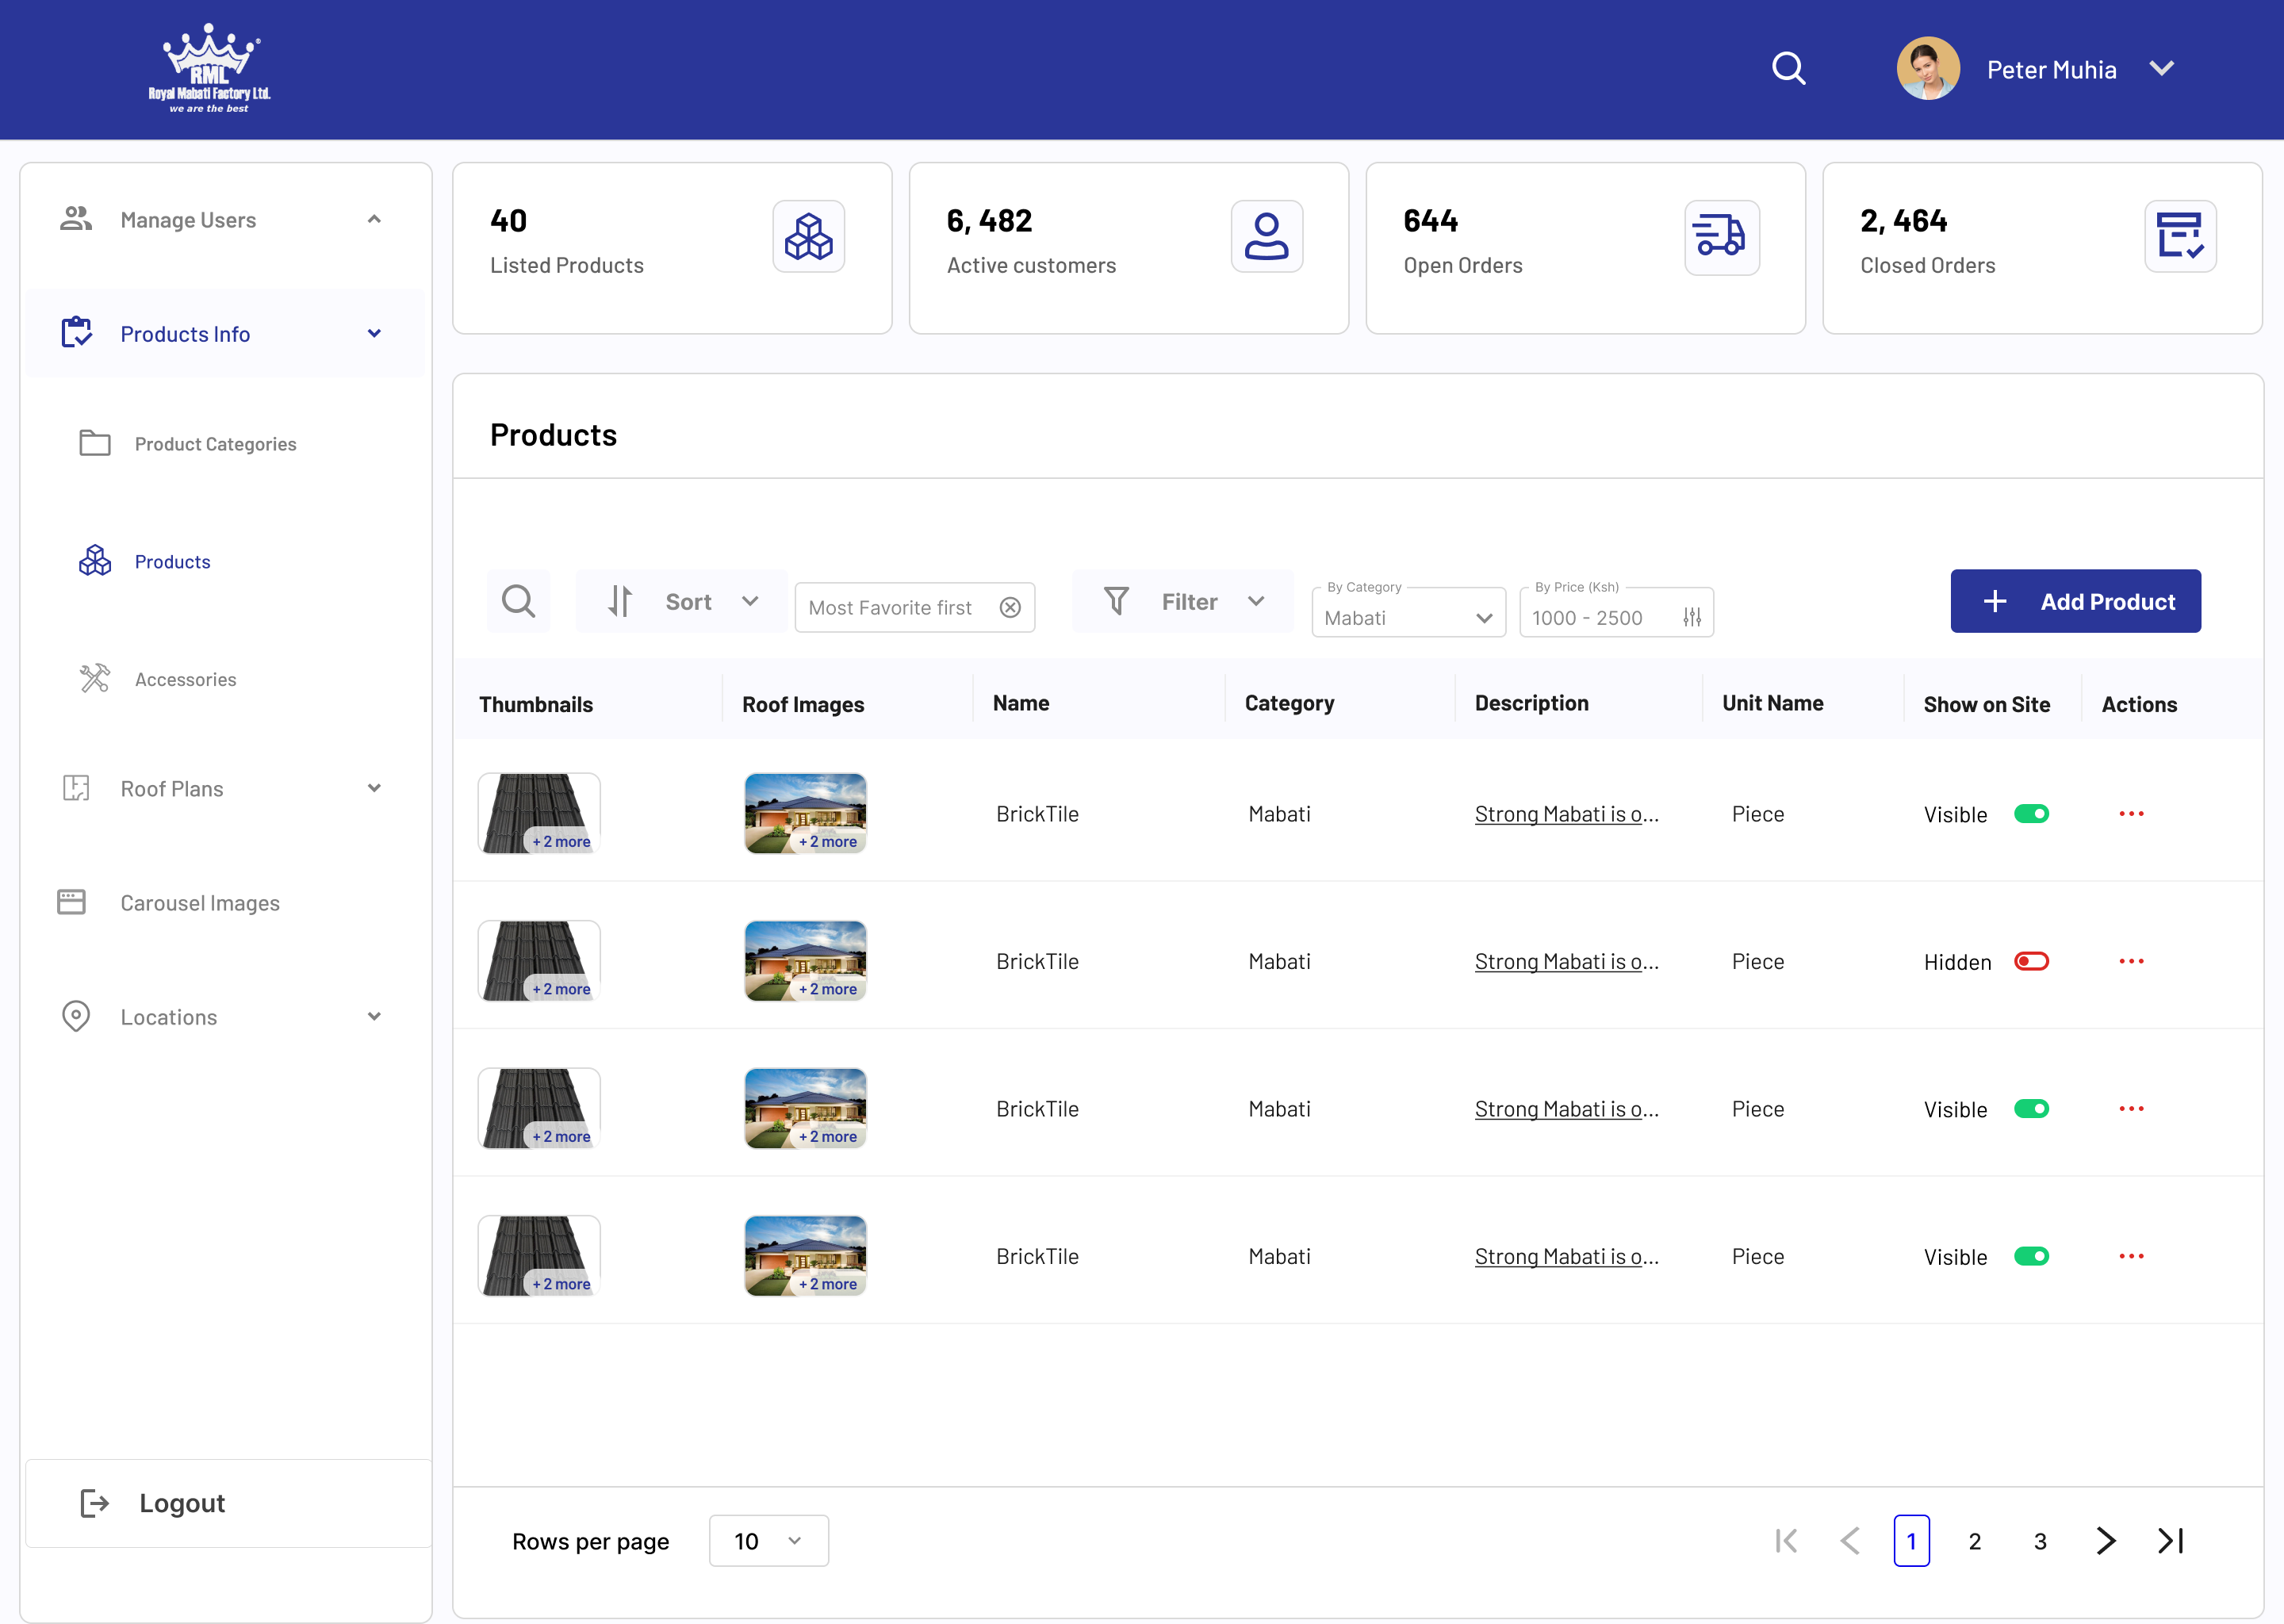 RML
Royal Mabati Factory Ltd.
we are the best
Peter Muhia
Manage Users
Products Info
Product Categories
Products
Accessories
Roof Plans
Carousel Images
Locations
Logout
40
Listed Products
6, 482
Active customers
644
Open Orders
2, 464
Closed Orders
Products
Sort
Most Favorite first
Filter
By Category
Mabati
By Price (Ksh)
1000 - 2500
+ Add Product
Thumbnails Roof Images Name Category Description Unit Name Show on Site Actions
+ 2 more + 2 more BrickTile Mabati Strong Mabati is o... Piece Visible
+ 2 more + 2 more BrickTile Mabati Strong Mabati is o... Piece Hidden
+ 2 more + 2 more BrickTile Mabati Strong Mabati is o... Piece Visible
+ 2 more + 2 more BrickTile Mabati Strong Mabati is o... Piece Visible
Rows per page 10 1 2 3